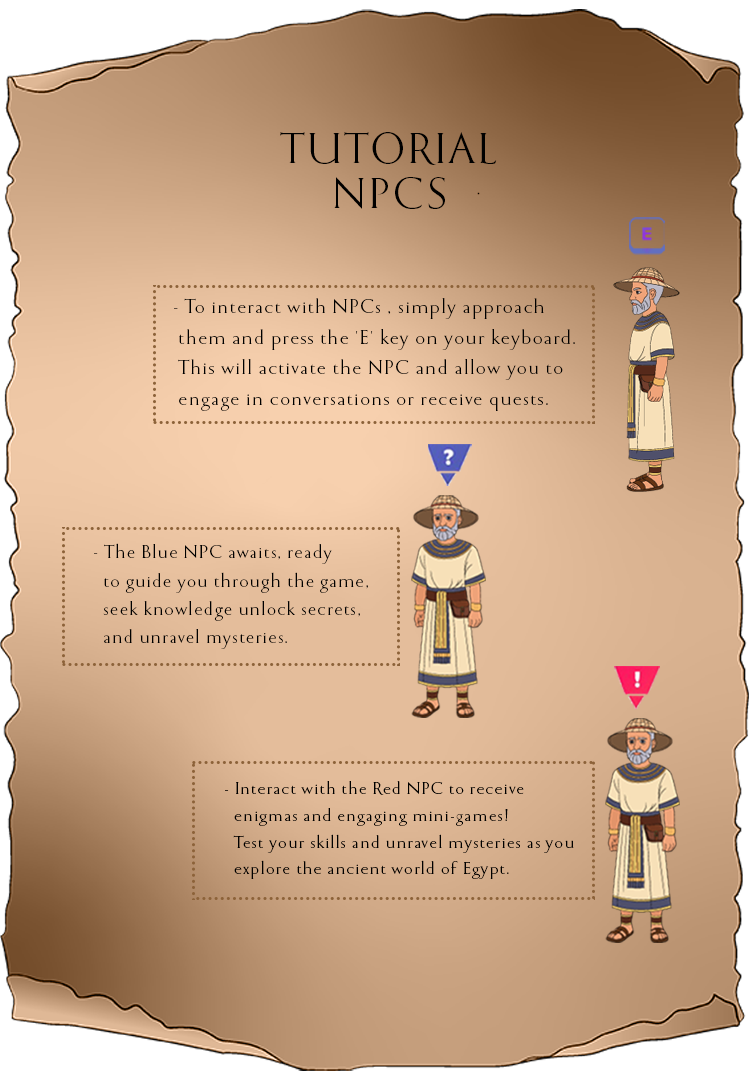 TUTORIAL
NPCS
E
- To interact with NPCs , simply approach
them and press the 'E' key on your keyboard.
This will activate the NPC and allow you to
engage in conversations or receive quests.
?
- The Blue NPC awaits, ready
to guide you through the game,
seek knowledge unlock secrets,
and unravel mysteries.
!
- Interact with the Red NPC to receive
enigmas and engaging mini-games!
Test your skills and unravel mysteries as you
explore the ancient world of Egypt.